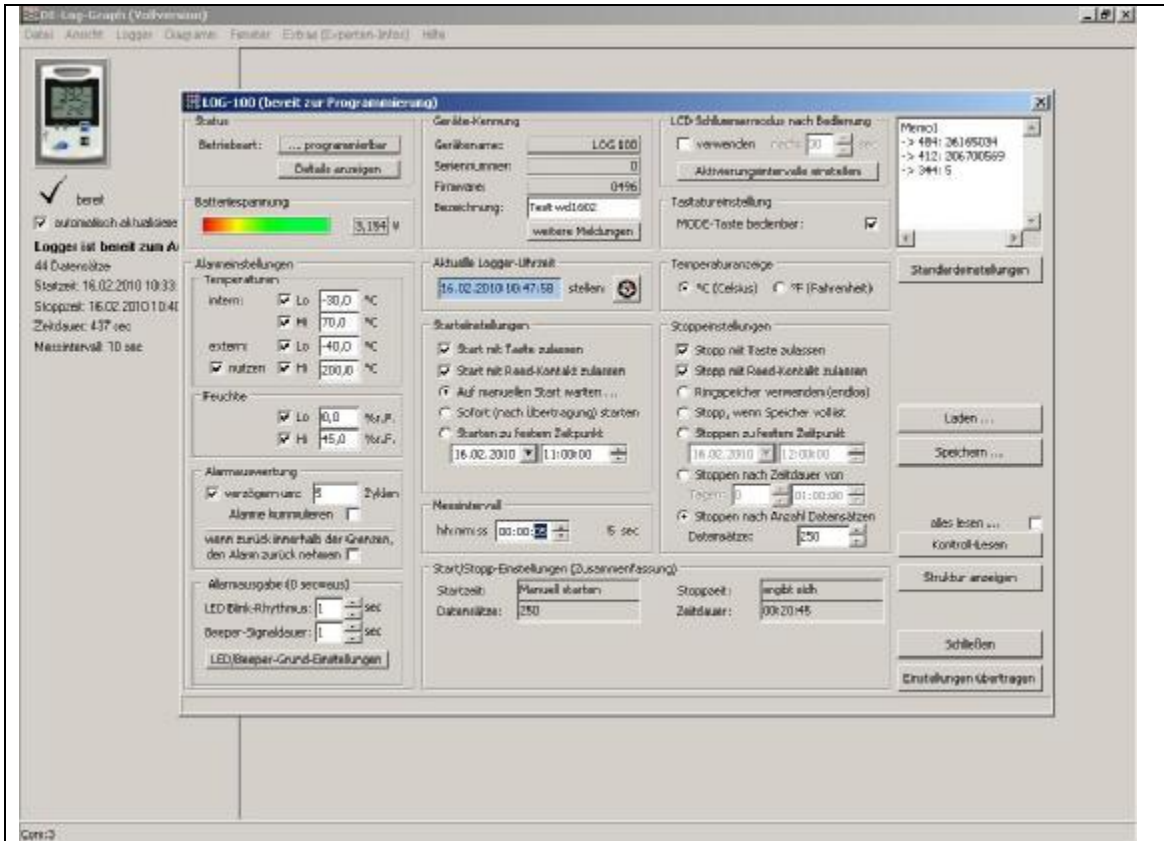 DE-Log-Graph (Vollversion)
Datei Ansicht Logger Diagramm Fenster Extras (Experten-Infos) Hilfe
bereit
automatisch aktualisiere
Logger ist bereit zum A
44 Datensätze
Startzeit: 16.02.2010 10:33:
Stoppzeit: 16.02.2010 10:40
Zeitdauer: 437 sec
Messintervall: 10 sec
LOG-100 (bereit zur Programmierung)
Status
Betriebsart: ... programmierbar
Details anzeigen
Batteriespannung
3,184 V
Alarmeinstellungen
Temperaturen
intern: Lo -30,0 °C
Hi 70,0 °C
extern: Lo -40,0 °C
nutzen Hi 200,0 °C
Feuchte
Lo 0,0 %r.F.
Hi 45,0 %r.F.
Alarmauswertung
verzögern um: 5 Zyklen
Alarme kummulieren
wenn zurück innerhalb der Grenzen,
den Alarm zurück nehmen
Alarmausgabe (0 sec=aus)
LED Blink-Rhythmus: 1 sec
Beeper-Signaldauer: 1 sec
LED/Beeper-Grund-Einstellungen
Geräte-Kennung
Gerätename: LOG 100
Seriennummer: 0
Firmware: 0496
Bezeichnung: Test wd1602
weitere Meldungen
Aktuelle Logger-Uhrzeit
16.02.2010 10:47:58 stellen:
Starteinstellungen
Start mit Taste zulassen
Start mit Reed-Kontakt zulassen
Auf manuellen Start warten ...
Sofort (nach Übertragung) starten
Starten zu festem Zeitpunkt
16.02.2010 11:00:00
Messintervall
hh:mm:ss 00:00: 5 sec
LCD Schlummermodus nach Bedienung
verwenden nach: 30 sec
Aktivierungsintervalle einstellen
Tastatureinstellung
MODE-Taste bedienbar:
Temperaturanzeige
°C (Celsius) °F (Fahrenheit)
Stoppeinstellungen
Stopp mit Taste zulassen
Stopp mit Reed-Kontakt zulassen
Ringspeicher verwenden (endlos)
Stopp, wenn Speicher voll ist
Stoppen zu festem Zeitpunkt
16.02.2010 12:00:00
Stoppen nach Zeitdauer von
Tagen: 0 01:00:00
Stoppen nach Anzahl Datensätzen
Datensätze: 250
Start/Stopp-Einstellungen (Zusammenfassung)
Startzeit: Manuell starten Stoppzeit: ergibt sich
Datensätze: 250 Zeitdauer: 00:20:45
Memo1
-> 484: 26165034
-> 412: 206700569
-> 344: 5
Standardeinstellungen
Laden ...
Speichern ...
alles lesen ...
Kontroll-Lesen
Struktur anzeigen
Schließen
Einstellungen übertragen
Com:3